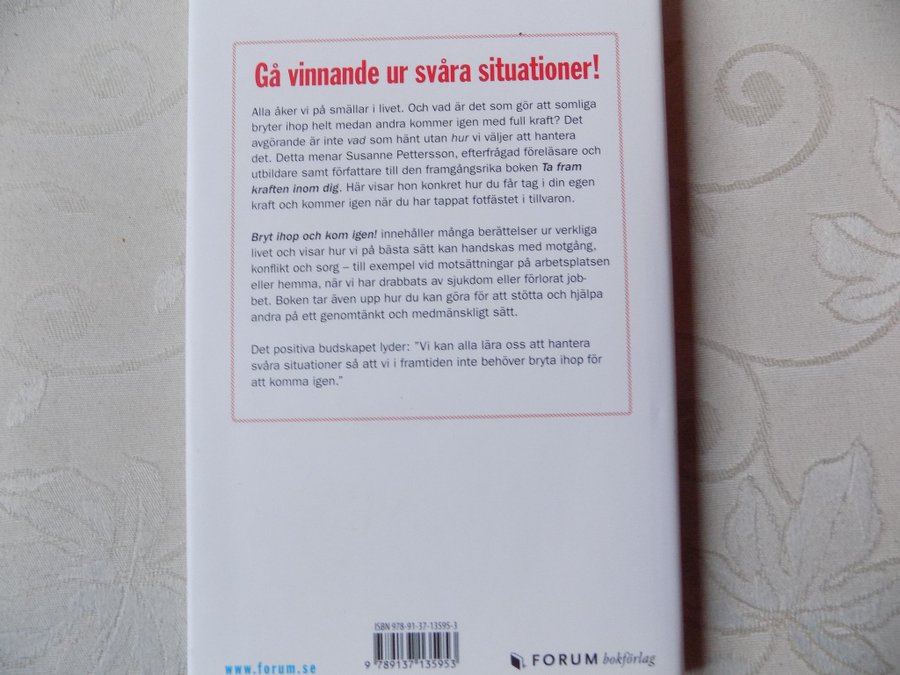 Gå vinnande ur svåra situationer!
Alla åker vi på smällar i livet. Och vad är det som gör att somliga
bryter ihop helt medan andra kommer igen med full kraft? Det
avgörande är inte vad som hänt utan hur vi väljer att hantera
det. Detta menar Susanne Pettersson, efterfrågad föreläsare och
utbildare samt författare till den framgångsrika boken Ta fram
kraften inom dig. Här visar hon konkret hur du får tag i din egen
kraft och kommer igen när du har tappat fotfästet i tillvaron.
Bryt ihop och kom igen! innehåller många berättelser ur verkliga
livet och visar hur vi på bästa sätt kan handskas med motgång,
konflikt och sorg – till exempel vid motsättningar på arbetsplatsen
eller hemma, när vi har drabbats av sjukdom eller förlorat job-
bet. Boken tar även upp hur du kan göra för att stötta och hjälpa
andra på ett genomtänkt och medmänskligt sätt.
Det positiva budskapet lyder: ”Vi kan alla lära oss att hantera
svåra situationer så att vi i framtiden inte behöver bryta ihop för
att komma igen.”
ISBN 978-91-37-13595-3
9 789137 135953
www.forum.se
FORUM bokförlag